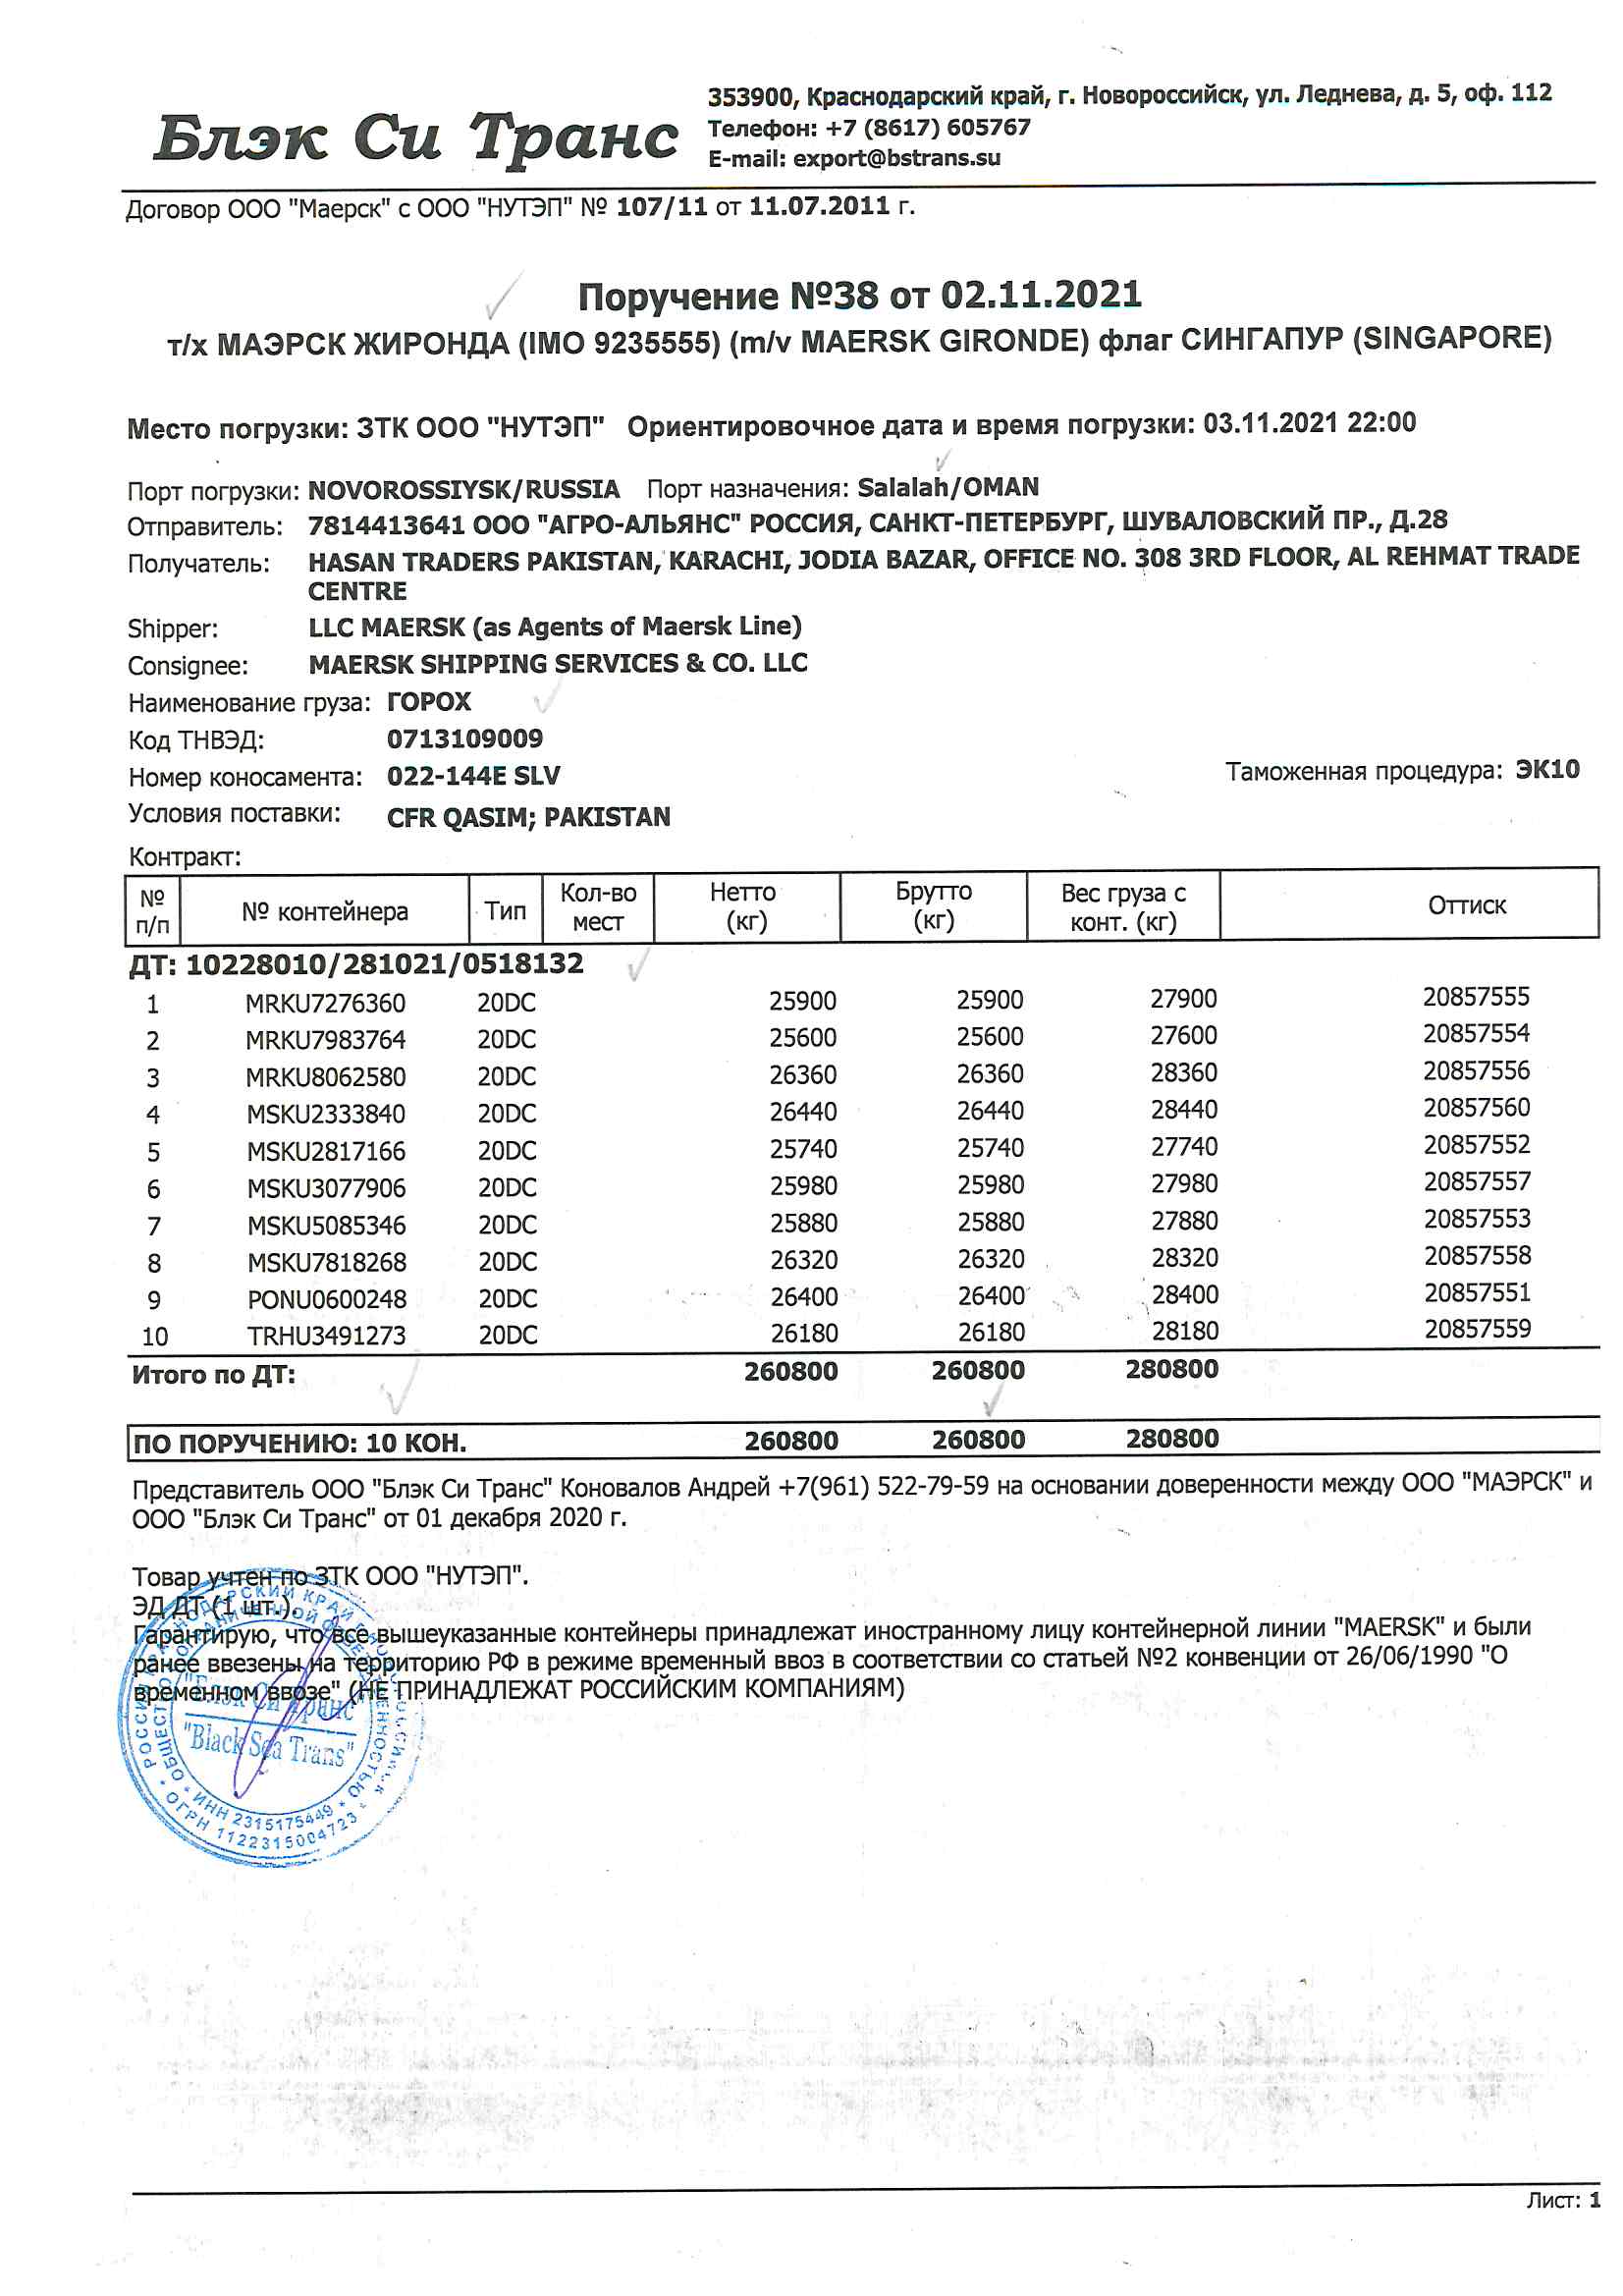 Блэк Си Транс
353900, Краснодарский край, г. Новороссийск, ул. Леднева, д. 5, оф. 112
Телефон: +7 (8617) 605767
E-mail: export@bstrans.su
Договор ООО "Маерск" с ООО "НУТЭП" № 107/11 от 11.07.2011 г.
Поручение №38 от 02.11.2021
т/х МАЭРСК ЖИРОНДА (IMO 9235555) (m/v MAERSK GIRONDE) флаг СИНГАПУР (SINGAPORE)
Место погрузки: ЗТК ООО "НУТЭП" Ориентировочное дата и время погрузки: 03.11.2021 22:00
Порт погрузки: NOVOROSSIYSK/RUSSIA Порт назначения: Salalah/OMAN
Отправитель: 7814413641 ООО "АГРО-АЛЬЯНС" РОССИЯ, САНКТ-ПЕТЕРБУРГ, ШУВАЛОВСКИЙ ПР., Д.28
Получатель: HASAN TRADERS PAKISTAN, KARACHI, JODIA BAZAR, OFFICE NO. 308 3RD FLOOR, AL REHMAT TRADE
CENTRE
Shipper: LLC MAERSK (as Agents of Maersk Line)
Consignee: MAERSK SHIPPING SERVICES & CO. LLC
Наименование груза: ГОРОХ
Код ТНВЭД: 0713109009
Номер коносамента: 022-144E SLV Таможенная процедура: ЭК10
Условия поставки: CFR QASIM; PAKISTAN
Контракт:
№ п/п № контейнера Тип Кол-во мест Нетто (кг) Брутто (кг) Вес груза с конт. (кг) Оттиск
ДТ: 10228010/281021/0518132
1 MRKU7276360 20DC 25900 25900 27900 20857555
2 MRKU7983764 20DC 25600 25600 27600 20857554
3 MRKU8062580 20DC 26360 26360 28360 20857556
4 MSKU2333840 20DC 26440 26440 28440 20857560
5 MSKU2817166 20DC 25740 25740 27740 20857552
6 MSKU3077906 20DC 25980 25980 27980 20857557
7 MSKU5085346 20DC 25880 25880 27880 20857553
8 MSKU7818268 20DC 26320 26320 28320 20857558
9 PONU0600248 20DC 26400 26400 28400 20857551
10 TRHU3491273 20DC 26180 26180 28180 20857559
Итого по ДТ: 260800 260800 280800
ПО ПОРУЧЕНИЮ: 10 КОН. 260800 260800 280800
Представитель ООО "Блэк Си Транс" Коновалов Андрей +7(961) 522-79-59 на основании доверенности между ООО "МАЭРСК" и
ООО "Блэк Си Транс" от 01 декабря 2020 г.
Товар учтен по ЗТК ООО "НУТЭП".
ЭД ДТ (1 шт.).
Гарантирую, что все вышеуказанные контейнеры принадлежат иностранному лицу контейнерной линии "MAERSK" и были
ранее ввезены на территорию РФ в режиме временный ввоз в соответствии со статьей №2 конвенции от 26/06/1990 "О
временном ввозе" (НЕ ПРИНАДЛЕЖАТ РОССИЙСКИМ КОМПАНИЯМ)
"Блэк Си Транс"
"Black Sea Trans"
ИНН 2315175449
ОГРН 1122315004723
Лист: 1